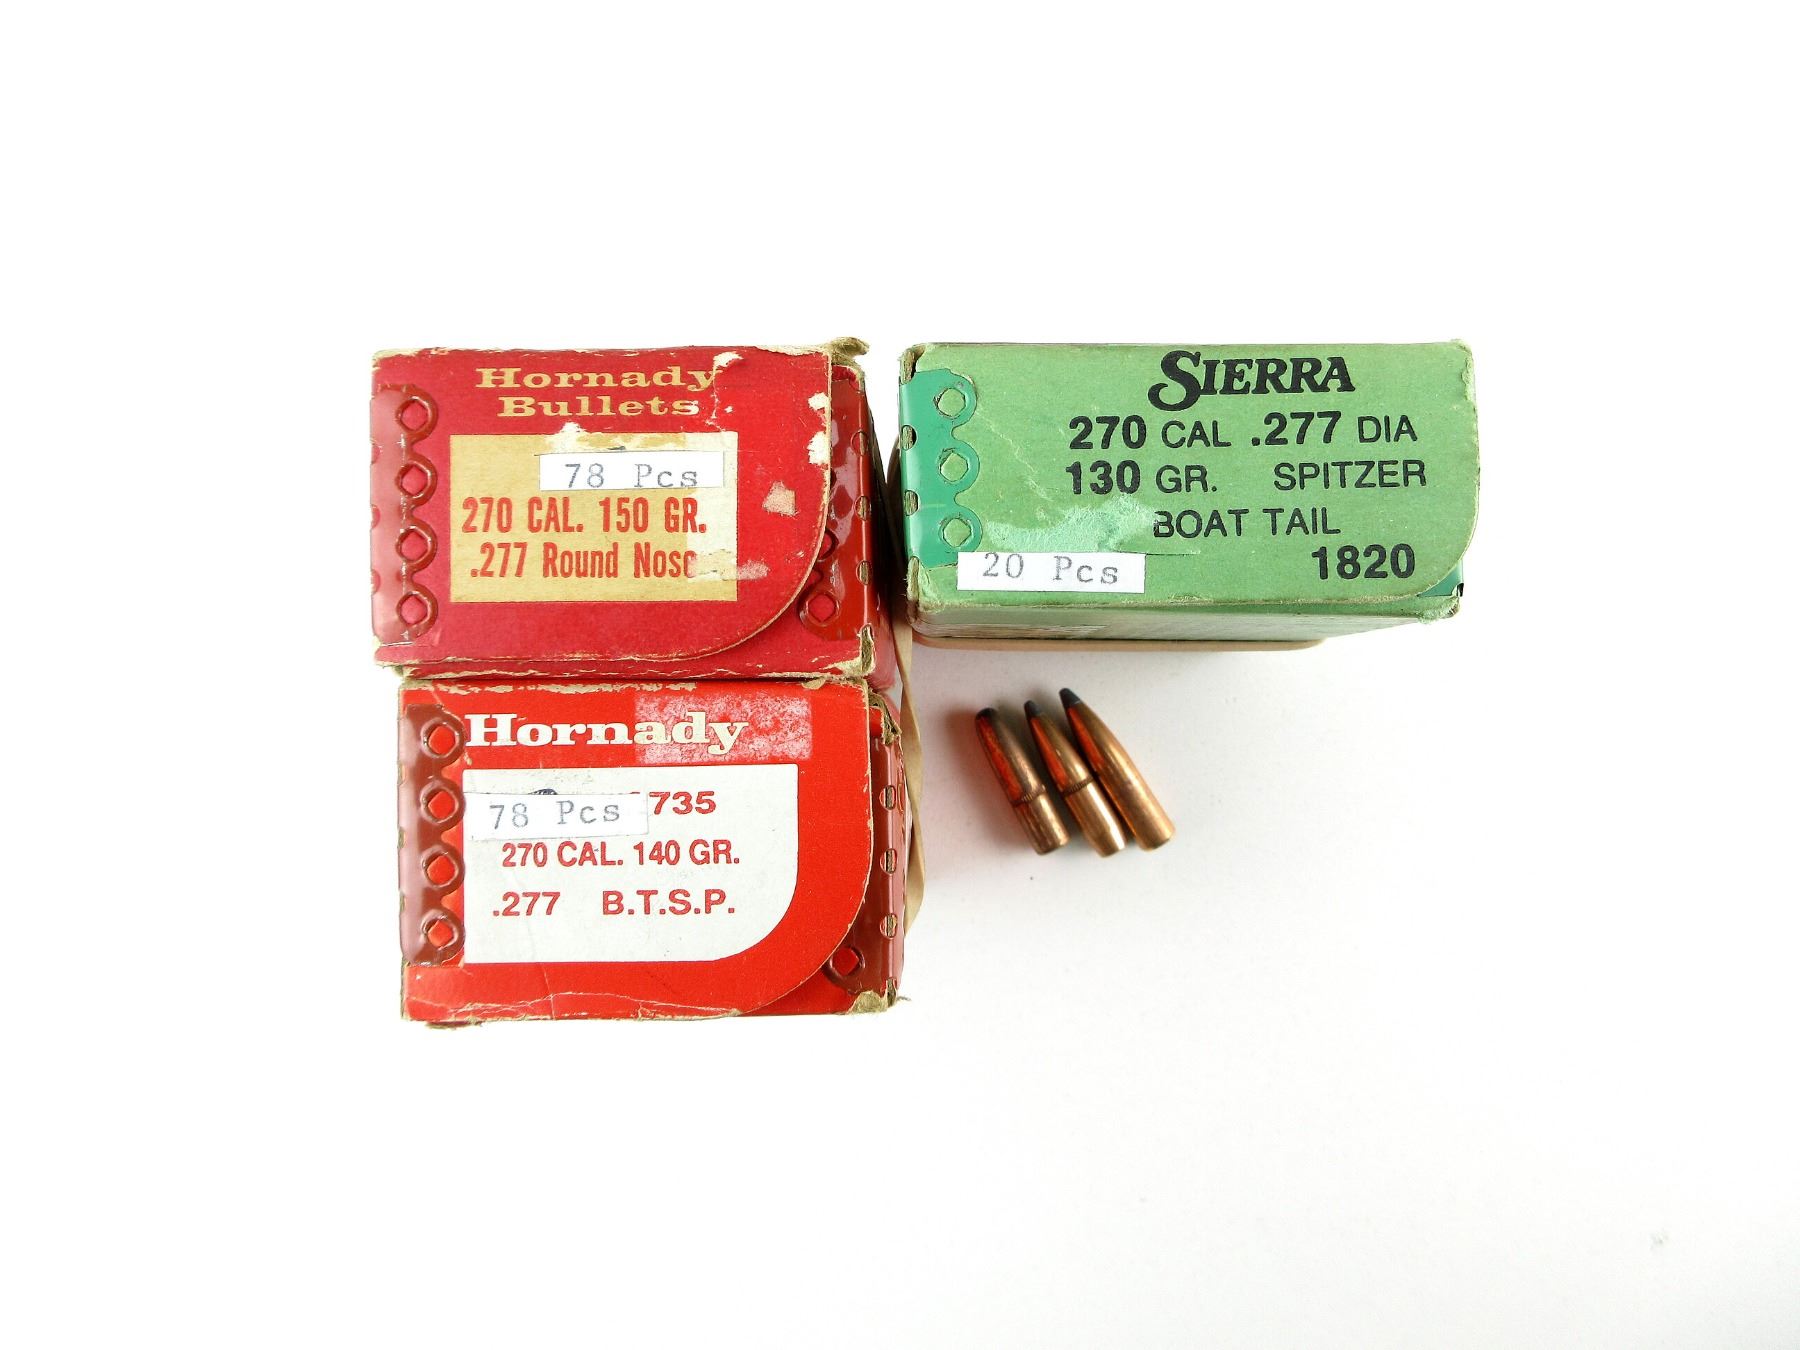 Hornady
Bullets
78 Pcs
270 CAL. 150 GR.
.277 Round Nose
SIERRA
270 CAL .277 DIA
130 GR. SPITZER
BOAT TAIL
20 Pcs
1820
Hornady
78 Pcs 735
270 CAL. 140 GR.
.277 B.T.S.P.